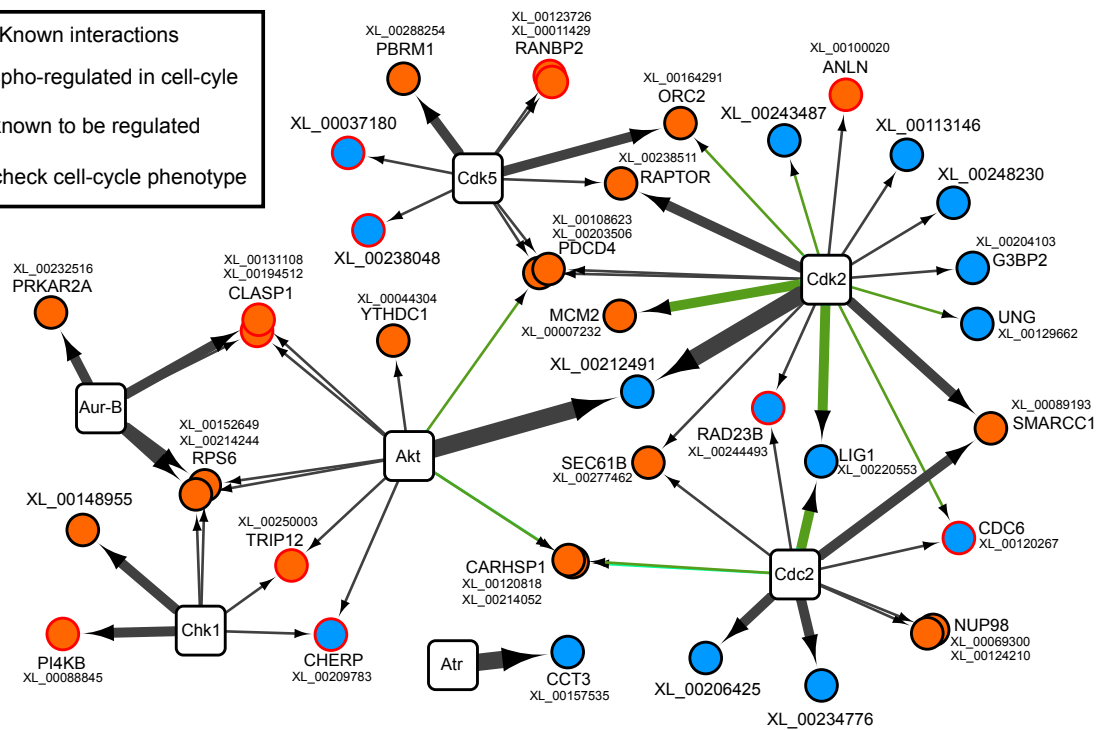 Known interactions
pho-regulated in cell-cyle
known to be regulated
check cell-cycle phenotype
XL_00288254
PBRM1
XL_00123726
XL_00011429
RANBP2
XL_00164291
ORC2
XL_00100020
ANLN
XL_00243487
XL_00113146
XL_00248230
XL_00037180
Cdk5
XL_00238511
RAPTOR
XL_00238048
XL_00108623
XL_00203506
PDCD4
Cdk2
XL_00204103
G3BP2
XL_00232516
PRKAR2A
XL_00131108
XL_00194512
CLASP1
XL_00044304
YTHDC1
MCM2
XL_00007232
UNG
XL_00129662
XL_00212491
Aur-B
XL_00152649
XL_00214244
RPS6
Akt
RAD23B
XL_00244493
XL_00089193
SMARCC1
SEC61B
XL_00277462
LIG1
XL_00220553
XL_00148955
XL_00250003
TRIP12
CDC6
XL_00120267
CARHSP1
XL_00120818
XL_00214052
Cdc2
Chk1
PI4KB
XL_00088845
CHERP
XL_00209783
Atr
CCT3
XL_00157535
NUP98
XL_00069300
XL_00124210
XL_00206425
XL_00234776